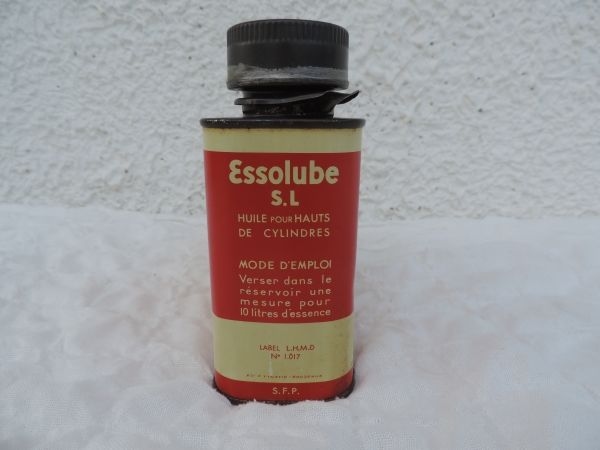 Essolube
S.L
HUILE POUR HAUTS
DE CYLINDRES
MODE D'EMPLOI
Verser dans le
réservoir une
mesure pour
10 litres d'essence
LABEL L.H.M.D
Nº 1.017
S.F.P.